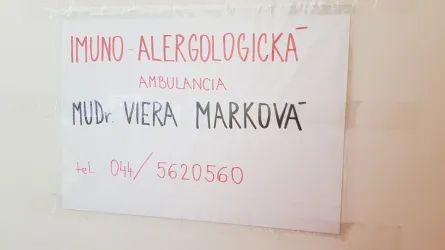 IMUNO-ALERGOLOGICKÁ
AMBULANCIA
MUDr. VIERA MARKOVÁ
tel. 044/5620560